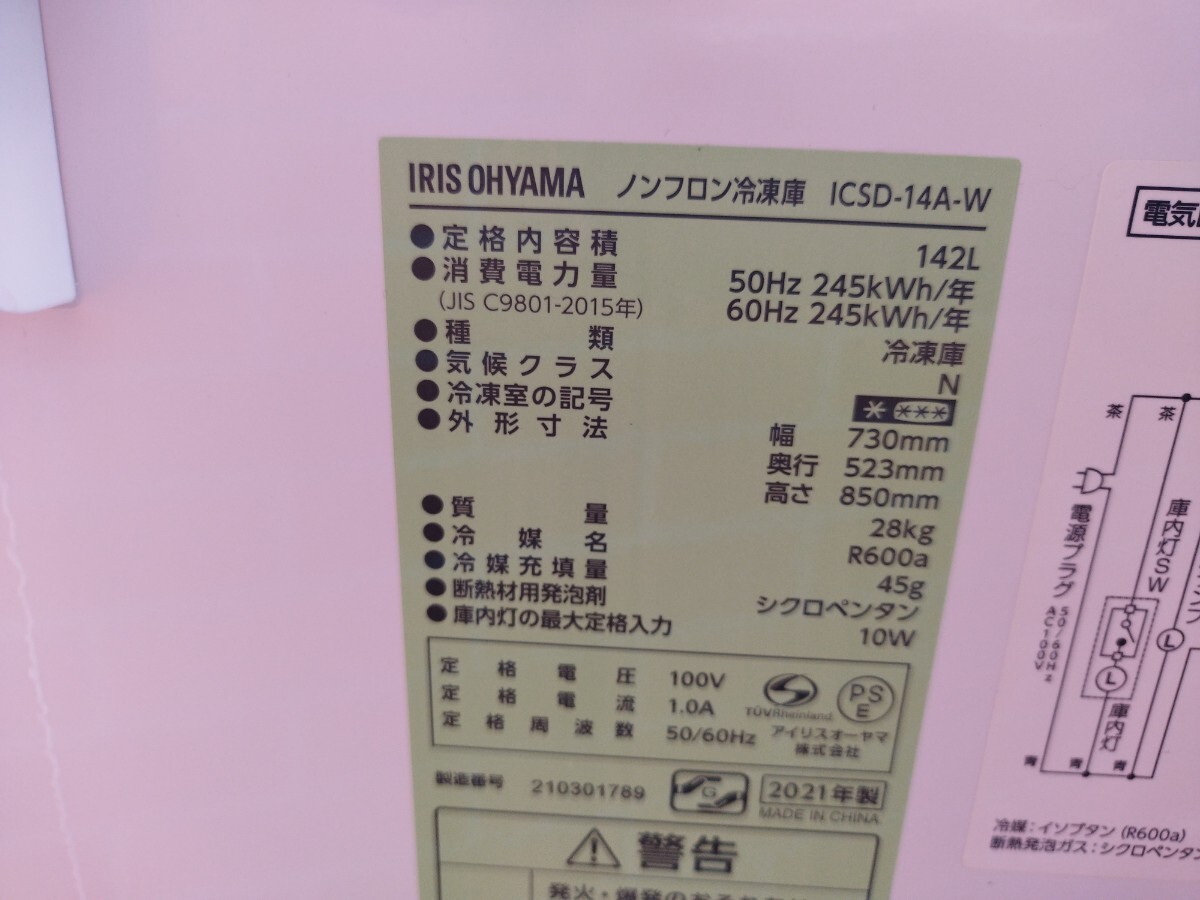 IRIS OHYAMA ノンフロン冷凍庫 ICSD-14A-W
●定格内容積 142L
●消費電力量 50Hz 245kWh/年
(JIS C9801-2015年) 60Hz 245kWh/年
●種類 冷凍庫
●気候クラス N
●冷凍室の記号
●外形寸法 幅 730mm
奥行 523mm
高さ 850mm
●質量 28kg
●冷媒名 R600a
●冷媒充填量 45g
●断熱材用発泡剤 シクロペンタン
●庫内灯の最大定格入力 10W
定格電圧 100V
定格電流 1.0A
定格周波数 50/60Hz
TÜVRheinland
PS
E
アイリスオーヤマ
株式会社
製造番号 210301789
G
2021年製
MADE IN CHINA
警告
電気
茶 茶
電源プラグ
50/60Hz
AC100V
庫内灯SW
L
L
庫内灯
青 青 青
冷媒：イソブタン (R600a)
断熱発泡ガス：シクロペンタン